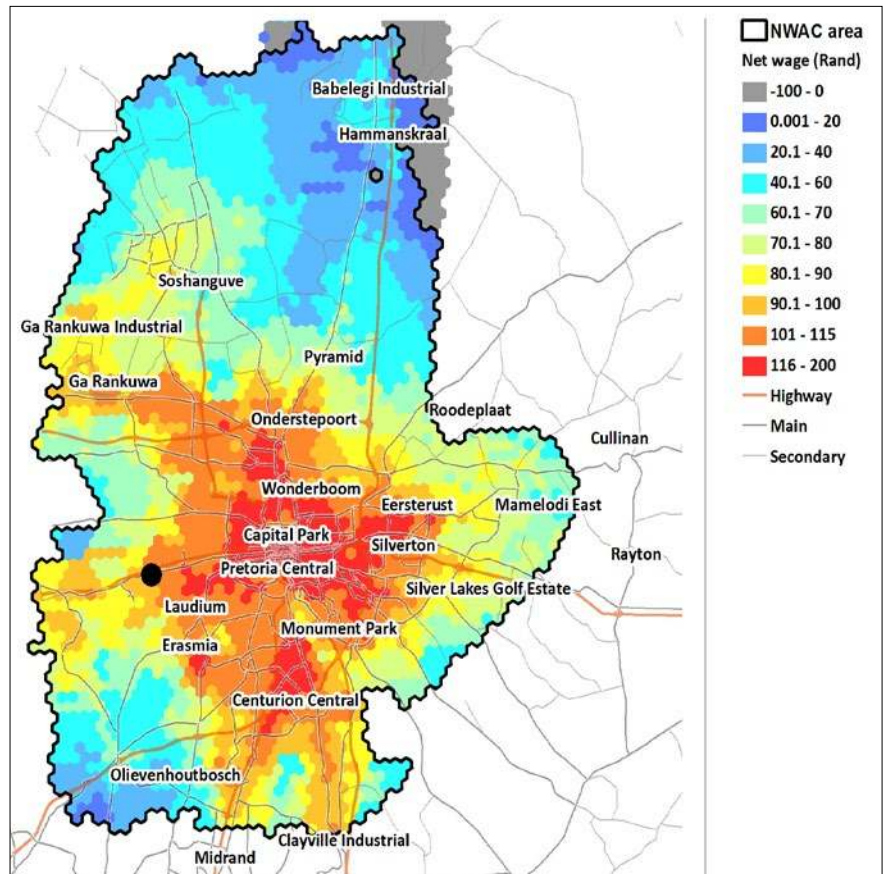 NWAC area
Net wage (Rand)
-100 - 0
0.001 - 20
20.1 - 40
40.1 - 60
60.1 - 70
70.1 - 80
80.1 - 90
90.1 - 100
101 - 115
116 - 200
Highway
Main
Secondary
Babelegi Industrial
Hammanskraal
Soshanguve
Ga Rankuwa Industrial
Pyramid
Ga Rankuwa
Roodeplaat
Onderstepoort
Cullinan
Wonderboom
Eersterust
Mamelodi East
Capital Park
Silverton
Rayton
Pretoria Central
Silver Lakes Golf Estate
Laudium
Monument Park
Erasmia
Centurion Central
Olievenhoutbosch
Clayville Industrial
Midrand